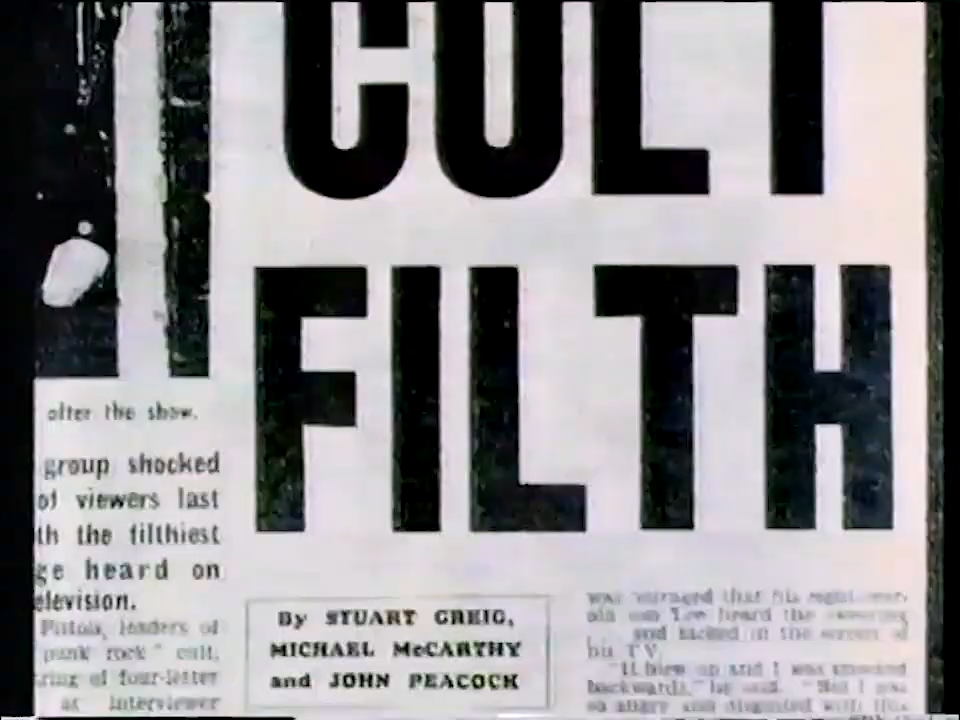 CULT
FILTH
after the show.
group shocked
of viewers last
th the filthiest
ge heard on
elevision.
Pistols, leaders of
punk rock" cult,
ring of four-letter
at interviewer
By STUART GREIG,
MICHAEL McCARTHY
and JOHN PEACOCK
was outraged that his eight-year-
old son Lee heard the swearing
and kicked in the screen of
his TV.
"It blew up and I was knocked
backwards," he said. "But I was
so angry and disgusted with this